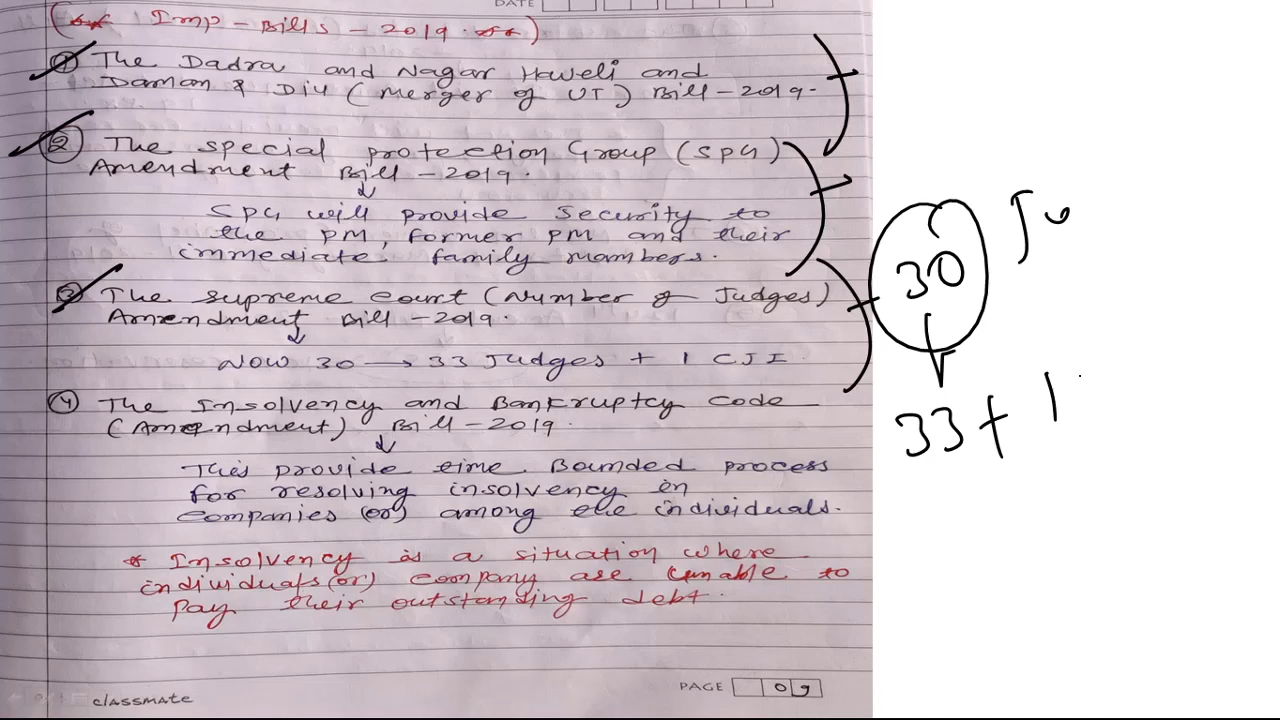 DATE
(** Imp - Bills - 2019 **)
① The Dadra and Nagar Haveli and
Daman & Diu (Merger of UT) Bill - 2019.
② The special protection Group (SPG)
Amendment Bill - 2019.
↓
SPG will provide security to
the PM, former PM and their
immediate family members.
③ The supreme court (Number of Judges)
Amendment Bill - 2019.
↓
Now 30 → 33 Judges + 1 CJI
④ The Insolvency and Bankruptcy code
(Amendment) Bill - 2019.
↓
This provide time Bounded process
for resolving insolvency in
companies (or) among the individuals.
* Insolvency is a situation where
individuals (or) company are unable to
pay their outstanding debt.
classmate
PAGE 09
30 Ju
↓
33 + 1